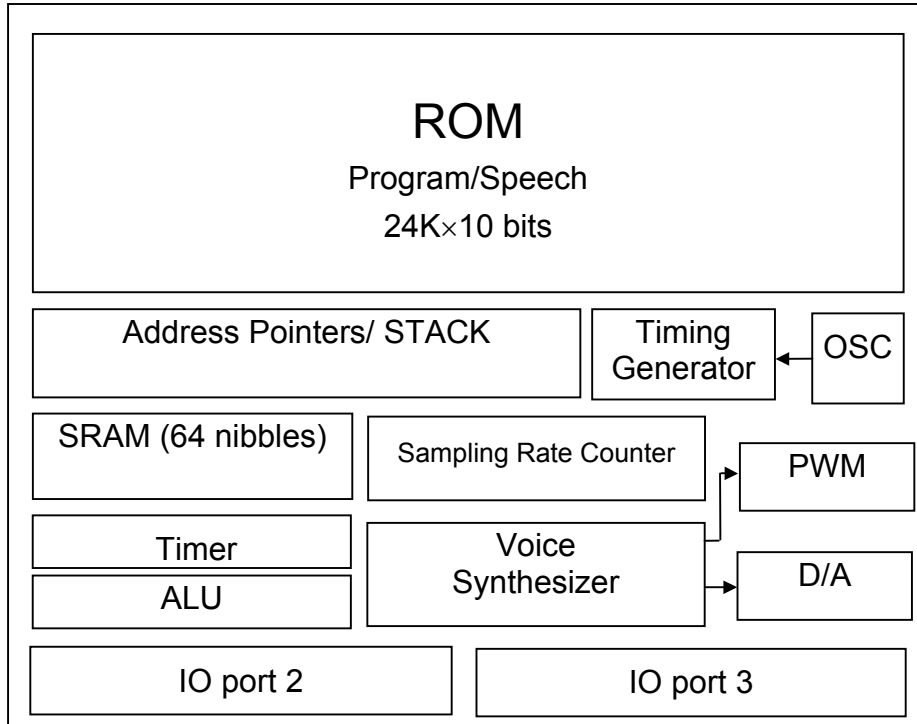 ROM
Program/Speech
24K×10 bits
Address Pointers/ STACK
Timing
Generator
OSC
SRAM (64 nibbles)
Sampling Rate Counter
PWM
Timer
Voice
Synthesizer
D/A
ALU
IO port 2
IO port 3